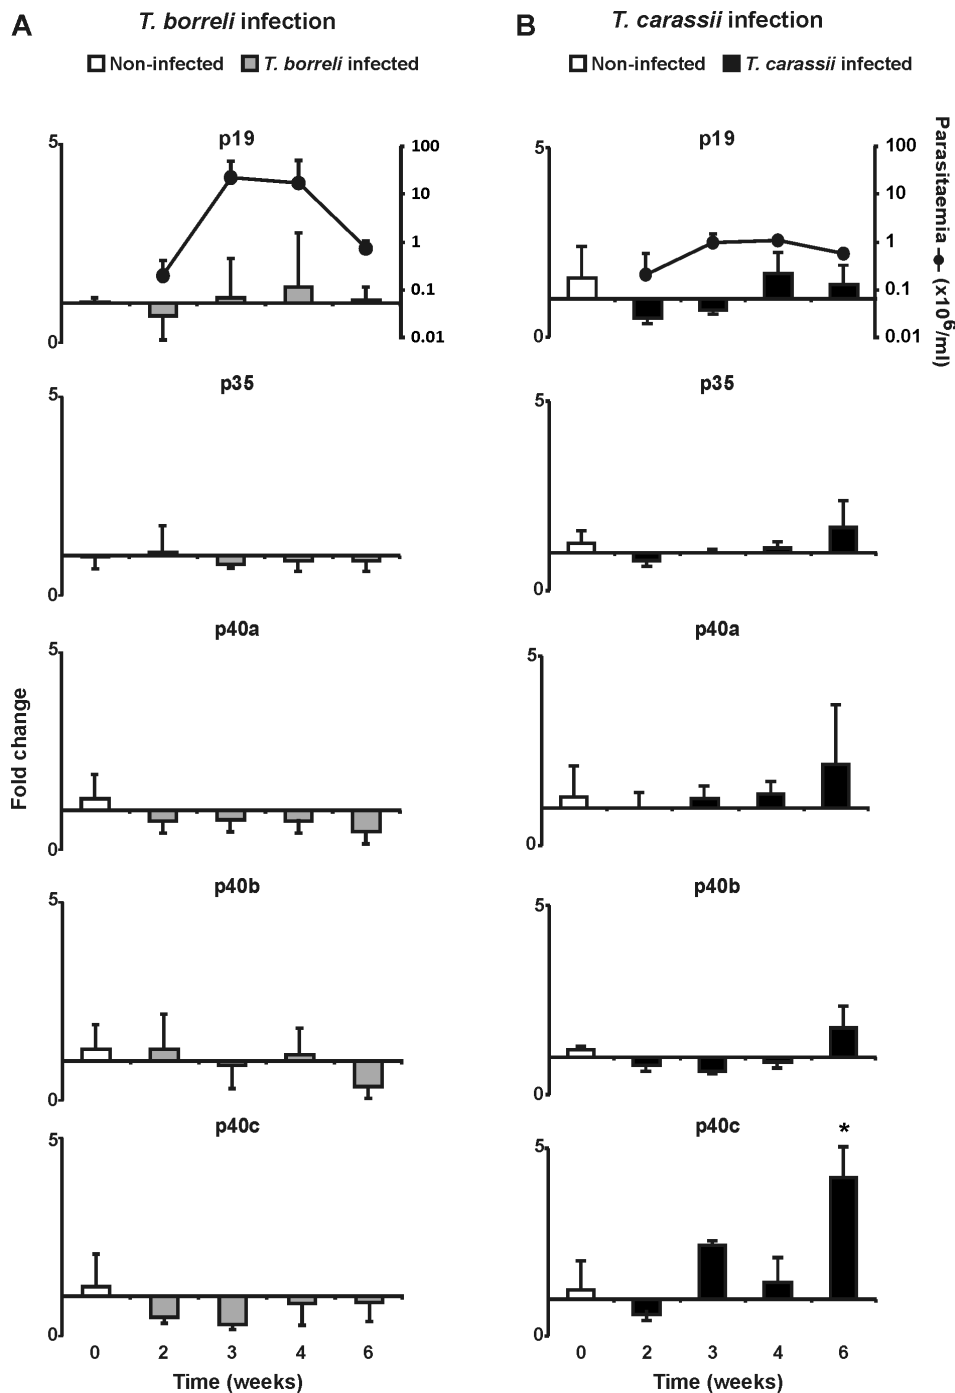 A T. borreli infection
Non-infected T. borreli infected
p19
5
0
100
10
1
0.1
0.01
p35
5
0
p40a
5
0
p40b
5
0
p40c
5
0
0 2 3 4 6
Time (weeks)
Fold change
B T. carassii infection
Non-infected T. carassii infected
p19
5
0
100
10
1
0.1
0.01
Parasitaemia (x10⁶/ml)
p35
5
0
p40a
5
0
p40b
5
0
p40c
5
0
*
0 2 3 4 6
Time (weeks)